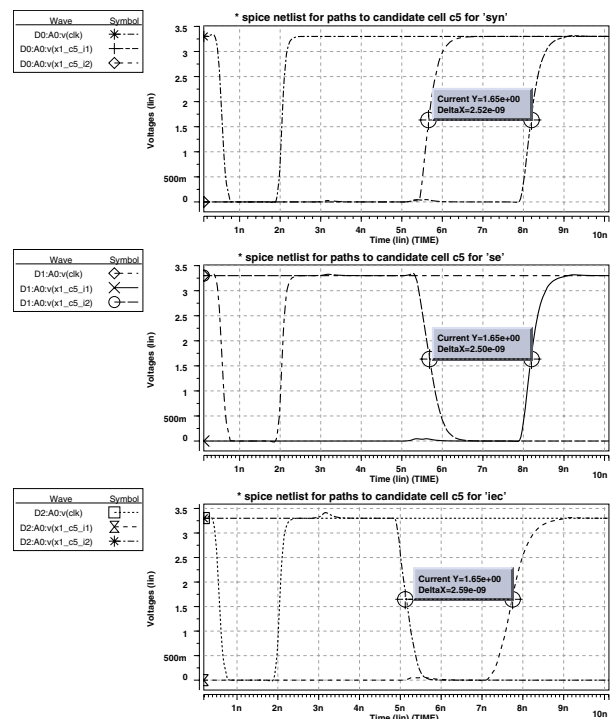 * spice netlist for paths to candidate cell c5 for 'syn'
Wave Symbol
D0:A0:v(clk)
D0:A0:v(x1_c5_i1)
D0:A0:v(x1_c5_i2)
Voltages (lin)
3.5
3
2.5
2
1.5
1
500m
0
Current Y=1.65e+00
DeltaX=2.52e-09
1n 2n 3n 4n 5n 6n 7n 8n 9n 10n
Time (lin) (TIME)
* spice netlist for paths to candidate cell c5 for 'se'
Wave Symbol
D1:A0:v(clk)
D1:A0:v(x1_c5_i1)
D1:A0:v(x1_c5_i2)
Voltages (lin)
3.5
3
2.5
2
1.5
1
500m
0
Current Y=1.65e+00
DeltaX=2.50e-09
1n 2n 3n 4n 5n 6n 7n 8n 9n 10n
Time (lin) (TIME)
* spice netlist for paths to candidate cell c5 for 'iec'
Wave Symbol
D2:A0:v(clk)
D2:A0:v(x1_c5_i1)
D2:A0:v(x1_c5_i2)
Voltages (lin)
3.5
3
2.5
2
1.5
1
500m
0
Current Y=1.65e+00
DeltaX=2.59e-09
1n 2n 3n 4n 5n 6n 7n 8n 9n 10n
Time (lin) (TIME)